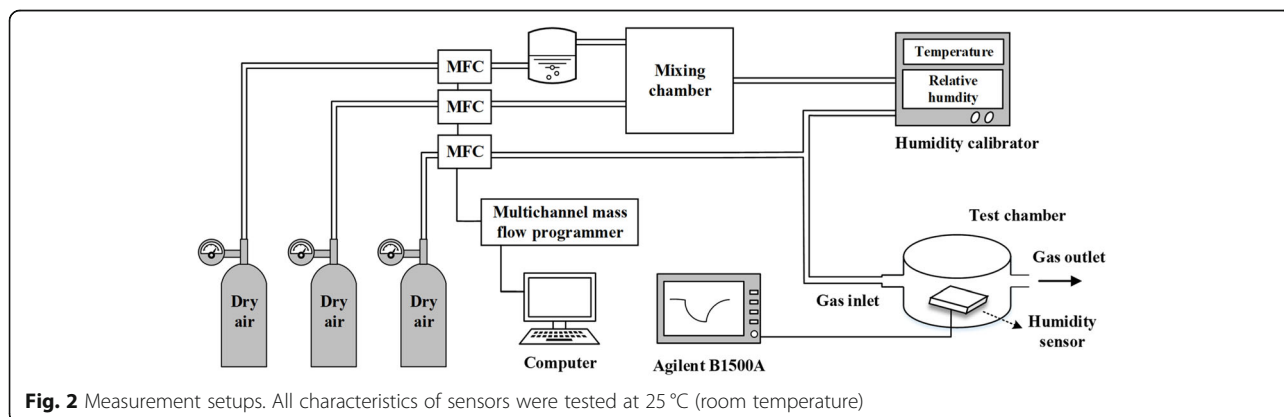 MFC
MFC
MFC
Mixing
chamber
Temperature
Relative
humdity
Humidity calibrator
Multichannel mass
flow programmer
Test chamber
Gas outlet
Gas inlet
Dry
air
Dry
air
Dry
air
Computer
Agilent B1500A
Humidity
sensor
Fig. 2 Measurement setups. All characteristics of sensors were tested at 25 °C (room temperature)